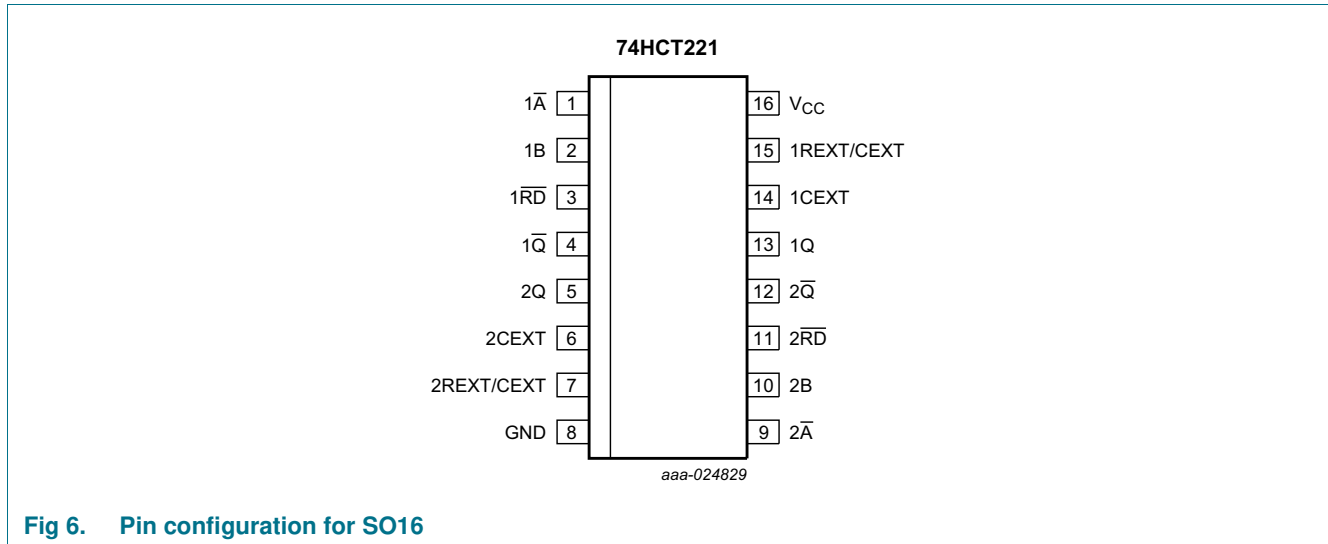 74HCT221
1A̅ 1 16 VCC
1B 2 15 1REXT/CEXT
1R̅D̅ 3 14 1CEXT
1Q̅ 4 13 1Q
2Q 5 12 2Q̅
2CEXT 6 11 2R̅D̅
2REXT/CEXT 7 10 2B
GND 8 9 2A̅
aaa-024829
Fig 6. Pin configuration for SO16